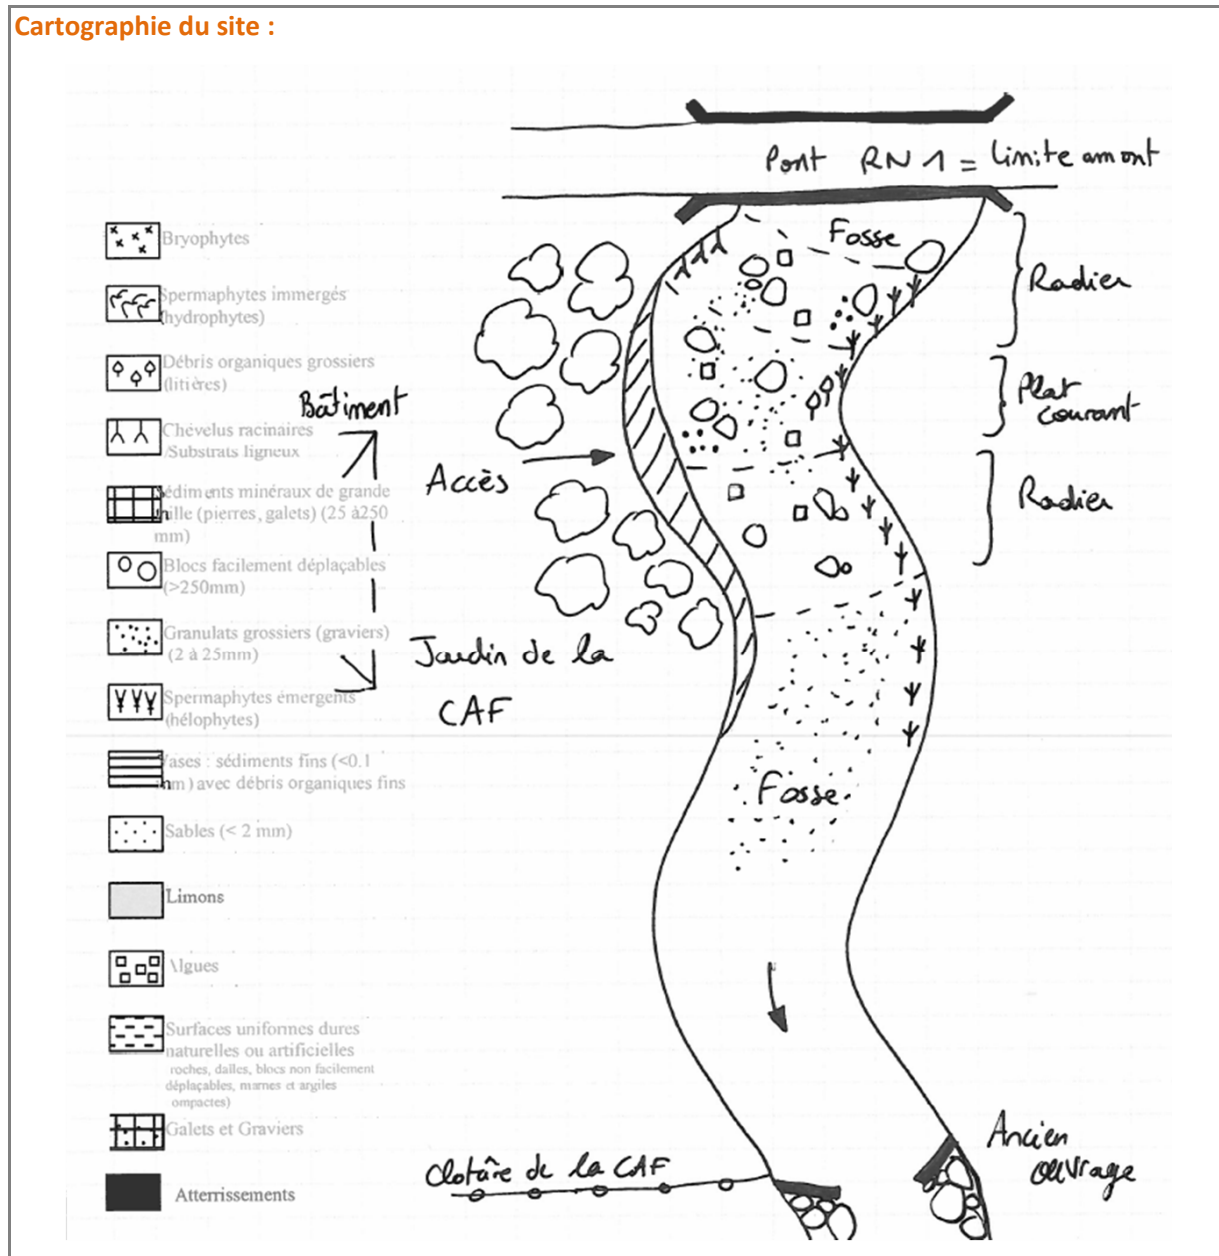 Cartographie du site :
Pont RN 1 = Limite amont
Fosse
Radier
Plat
courant
Radier
Bâtiment
Accès
Jardin de la
CAF
Fosse
Ancien
ouvrage
clotûre de la CAF
Bryophytes
Spermaphytes immergés
(hydrophytes)
Débris organiques grossiers
(litières)
Chevelus racinaires
/Substrats ligneux
édiments minéraux de grande
ille (pierres, galets) (25 à250
mm)
Blocs facilement déplaçables
(>250mm)
Granulats grossiers (graviers)
(2 à 25mm)
Spermaphytes émergents
(hélophytes)
ases : sédiments fins (<0.1
mm) avec débris organiques fins
Sables (< 2 mm)
Limons
Algues
Surfaces uniformes dures
naturelles ou artificielles
roches, dalles, blocs non facilement
déplaçables, marnes et argiles
ompactes)
Galets et Graviers
Atterrissements